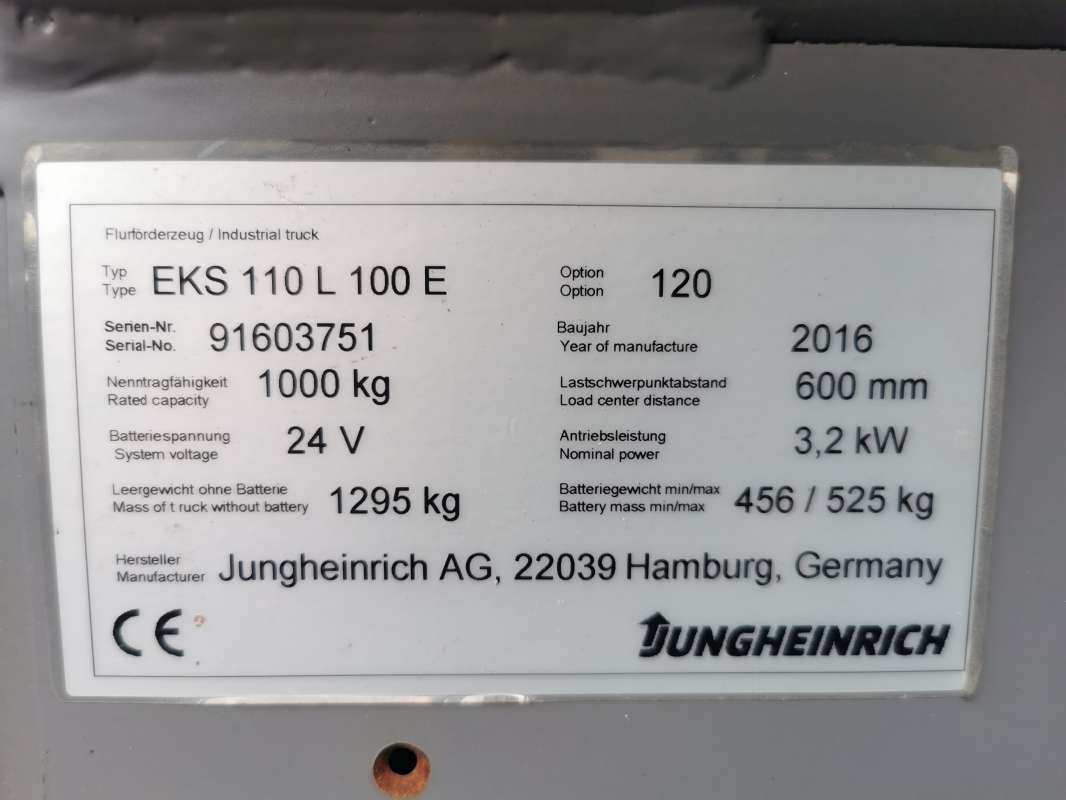 Flurförderzeug / Industrial truck
Typ
Type EKS 110 L 100 E
Option
Option 120
Serien-Nr.
Serial-No. 91603751
Baujahr
Year of manufacture 2016
Nenntragfähigkeit
Rated capacity 1000 kg
Lastschwerpunktabstand
Load center distance 600 mm
Batteriespannung
System voltage 24 V
Antriebsleistung
Nominal power 3,2 kW
Leergewicht ohne Batterie
Mass of t ruck without battery 1295 kg
Batteriegewicht min/max
Battery mass min/max 456 / 525 kg
Hersteller
Manufacturer Jungheinrich AG, 22039 Hamburg, Germany
CE
JUNGHEINRICH